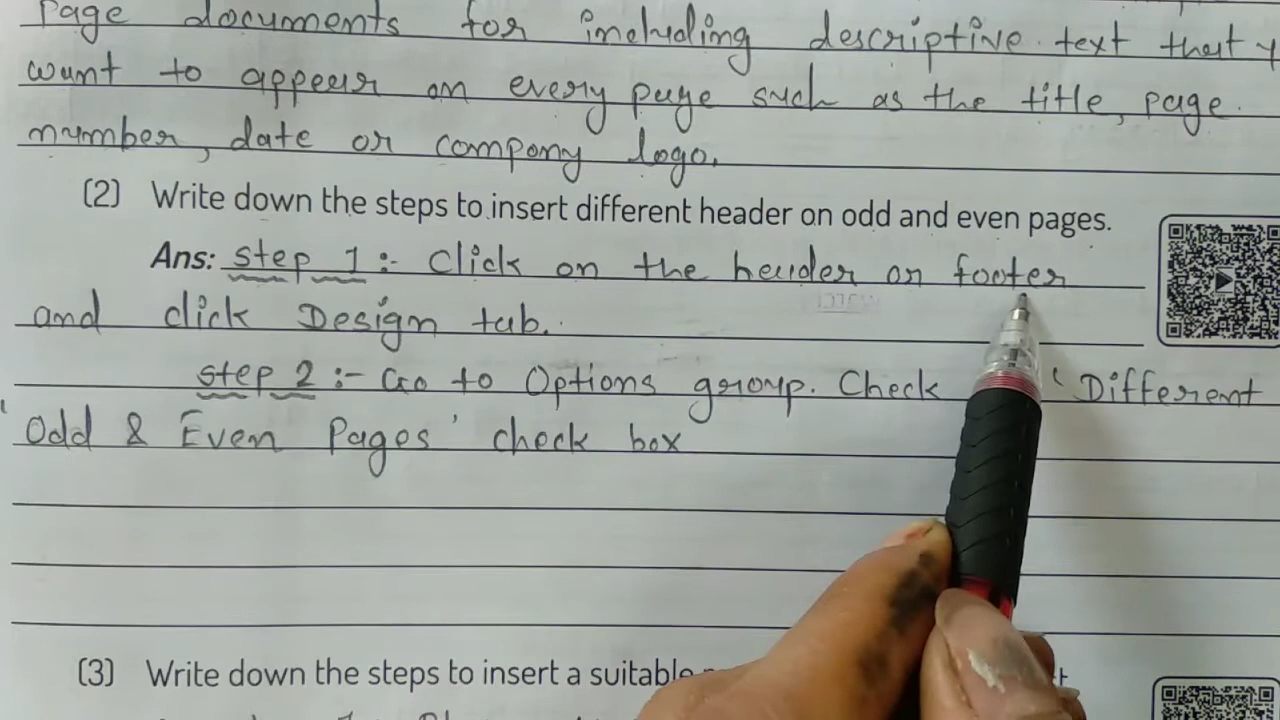 Page documents for including descriptive text that y
want to appear on every page such as the title, page.
number, date or company logo.
(2) Write down the steps to insert different header on odd and even pages.
Ans: step 1 :- Click on the header or footer
and click Design tab.
step 2 :- Go to Options group. Check ‘Different
‘Odd & Even Pages’ check box
(3) Write down the steps to insert a suitable